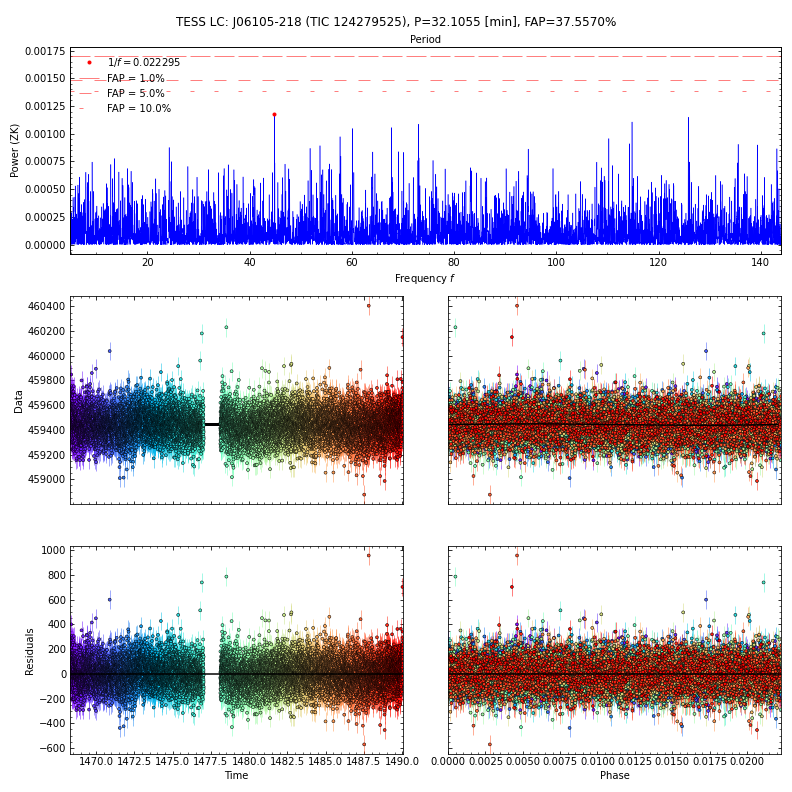 TESS LC: J06105-218 (TIC 124279525), P=32.1055 [min], FAP=37.5570%
Period
0.00175
0.00150
0.00125
0.00100
0.00075
0.00050
0.00025
0.00000
Power (ZK)
1/f = 0.022295
FAP = 1.0%
FAP = 5.0%
FAP = 10.0%
20 40 60 80 100 120 140
Frequency f
460400
460200
460000
459800
459600
459400
459200
459000
Data
1000
800
600
400
200
0
−200
−400
−600
Residuals
1470.0 1472.5 1475.0 1477.5 1480.0 1482.5 1485.0 1487.5 1490.0
Time
0.0000 0.0025 0.0050 0.0075 0.0100 0.0125 0.0150 0.0175 0.0200
Phase